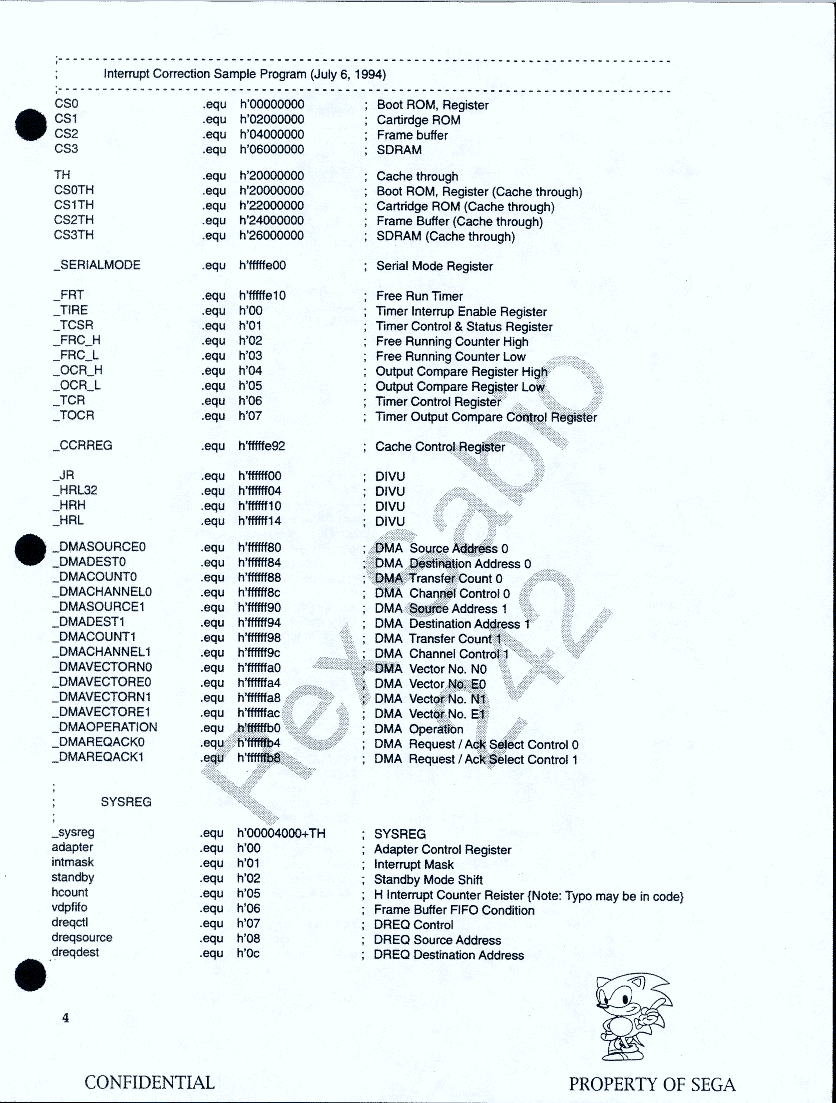 ;-----------------------------------------------------------------------
; Interrupt Correction Sample Program (July 6, 1994)
;-----------------------------------------------------------------------
CS0 .equ h'00000000 ; Boot ROM, Register
CS1 .equ h'02000000 ; Cartirdge ROM
CS2 .equ h'04000000 ; Frame buffer
CS3 .equ h'06000000 ; SDRAM
TH .equ h'20000000 ; Cache through
CS0TH .equ h'20000000 ; Boot ROM, Register (Cache through)
CS1TH .equ h'22000000 ; Cartridge ROM (Cache through)
CS2TH .equ h'24000000 ; Frame Buffer (Cache through)
CS3TH .equ h'26000000 ; SDRAM (Cache through)
_SERIALMODE .equ h'fffffe00 ; Serial Mode Register
_FRT .equ h'fffffe10 ; Free Run Timer
_TIRE .equ h'00 ; Timer Interrup Enable Register
_TCSR .equ h'01 ; Timer Control & Status Register
_FRC_H .equ h'02 ; Free Running Counter High
_FRC_L .equ h'03 ; Free Running Counter Low
_OCR_H .equ h'04 ; Output Compare Register High
_OCR_L .equ h'05 ; Output Compare Register Low
_TCR .equ h'06 ; Timer Control Register
_TOCR .equ h'07 ; Timer Output Compare Control Register
_CCRREG .equ h'fffffe92 ; Cache Control Register
_JR .equ h'ffffff00 ; DIVU
_HRL32 .equ h'ffffff04 ; DIVU
_HRH .equ h'ffffff10 ; DIVU
_HRL .equ h'ffffff14 ; DIVU
_DMASOURCE0 .equ h'ffffff80 ; DMA Source Address 0
_DMADEST0 .equ h'ffffff84 ; DMA Destination Address 0
_DMACOUNT0 .equ h'ffffff88 ; DMA Transfer Count 0
_DMACHANNEL0 .equ h'ffffff8c ; DMA Channel Control 0
_DMASOURCE1 .equ h'ffffff90 ; DMA Source Address 1
_DMADEST1 .equ h'ffffff94 ; DMA Destination Address 1
_DMACOUNT1 .equ h'ffffff98 ; DMA Transfer Count 1
_DMACHANNEL1 .equ h'ffffff9c ; DMA Channel Control 1
_DMAVECTORN0 .equ h'ffffffa0 ; DMA Vector No. N0
_DMAVECTORE0 .equ h'ffffffa4 ; DMA Vector No. E0
_DMAVECTORN1 .equ h'ffffffa8 ; DMA Vector No. N1
_DMAVECTORE1 .equ h'ffffffac ; DMA Vector No. E1
_DMAOPERATION .equ h'ffffffb0 ; DMA Operation
_DMAREQACK0 .equ h'ffffffb4 ; DMA Request / Ack Select Control 0
_DMAREQACK1 .equ h'ffffffb8 ; DMA Request / Ack Select Control 1
;
; SYSREG
;
_sysreg .equ h'00004000+TH ; SYSREG
adapter .equ h'00 ; Adapter Control Register
intmask .equ h'01 ; Interrupt Mask
standby .equ h'02 ; Standby Mode Shift
hcount .equ h'05 ; H Interrupt Counter Reister {Note: Typo may be in code}
vdpfifo .equ h'06 ; Frame Buffer FIFO Condition
dreqctl .equ h'07 ; DREQ Control
dreqsource .equ h'08 ; DREQ Source Address
dreqdest .equ h'0c ; DREQ Destination Address
Rex Sabio
242
4
CONFIDENTIAL
PROPERTY OF SEGA